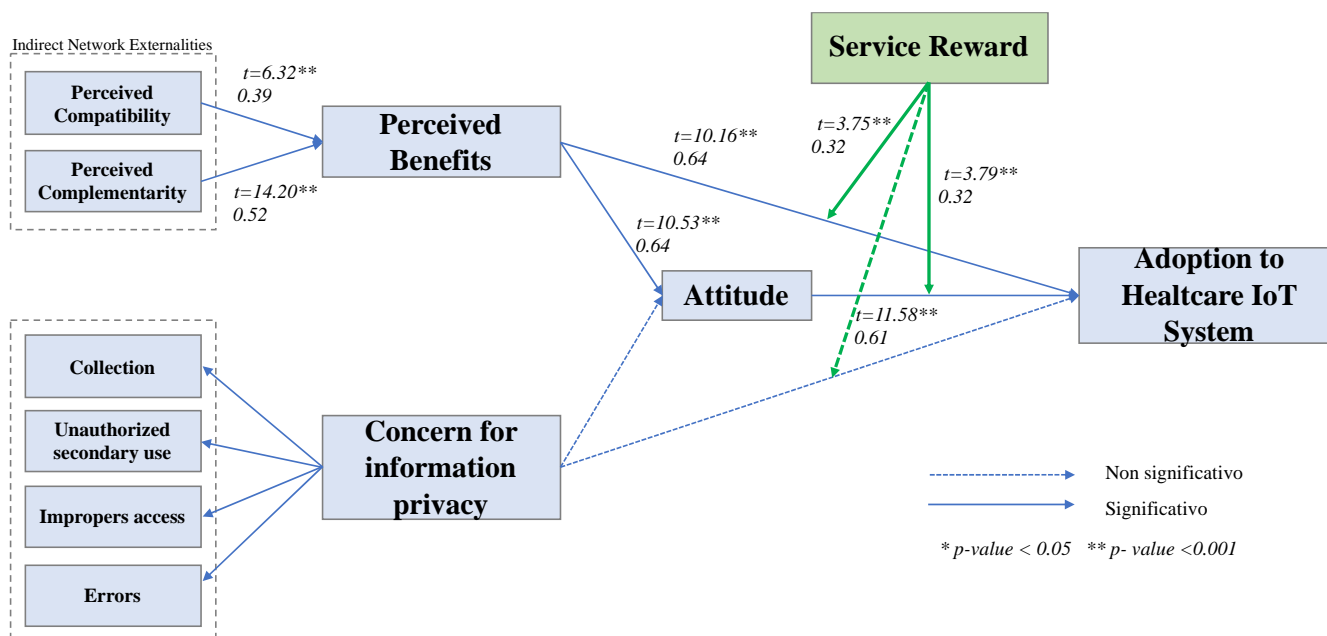 Indirect Network Externalities
Perceived
Compatibility
Perceived
Complementarity
t=6.32**
0.39
t=14.20**
0.52
Perceived
Benefits
Service Reward
t=10.16**
0.64
t=3.75**
0.32
t=3.79**
0.32
t=10.53**
0.64
Attitude
Adoption to
Healtcare IoT
System
t=11.58**
0.61
Collection
Unauthorized
secondary use
Impropers access
Errors
Concern for
information
privacy
Non significativo
Significativo
* p-value < 0.05 ** p- value <0.001